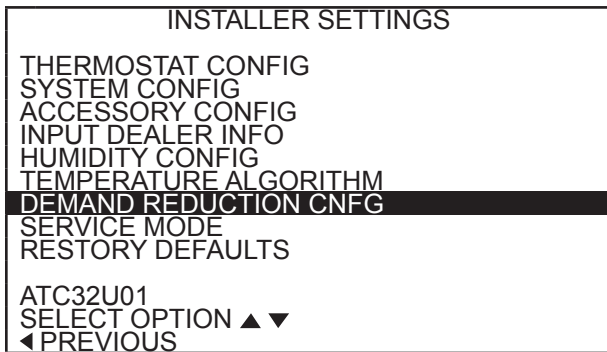 INSTALLER SETTINGS
THERMOSTAT CONFIG
SYSTEM CONFIG
ACCESSORY CONFIG
INPUT DEALER INFO
HUMIDITY CONFIG
TEMPERATURE ALGORITHM
DEMAND REDUCTION CNFG
SERVICE MODE
RESTORY DEFAULTS
ATC32U01
SELECT OPTION ▲ ▼
◀ PREVIOUS